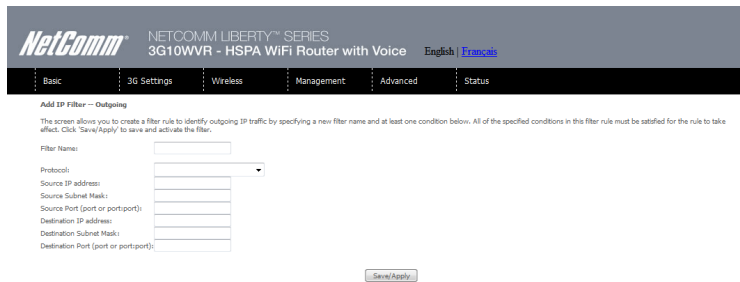 NetComm® NETCOMM LIBERTY™ SERIES
3G10WVR - HSPA WiFi Router with Voice English | Français
Basic 3G Settings Wireless Management Advanced Status
Add IP Filter -- Outgoing
The screen allows you to create a filter rule to identify outgoing IP traffic by specifying a new filter name and at least one condition below. All of the specified conditions in this filter rule must be satisfied for the rule to take
effect. Click 'Save/Apply' to save and activate the filter.
Filter Name:
Protocol:
Source IP address:
Source Subnet Mask:
Source Port (port or port:port):
Destination IP address:
Destination Subnet Mask:
Destination Port (port or port:port):
Save/Apply